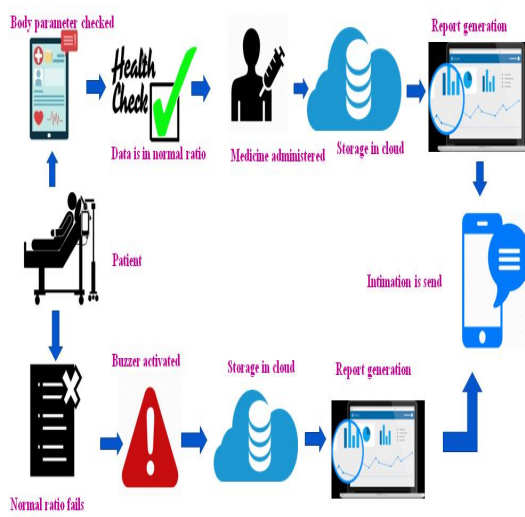 Body parameter checked
Report generation
Health
Check
Data is in normal ratio
Medicine administered
Storage in cloud
Patient
Intimation is send
Buzzer activated
Storage in cloud
Report generation
Normal ratio fails